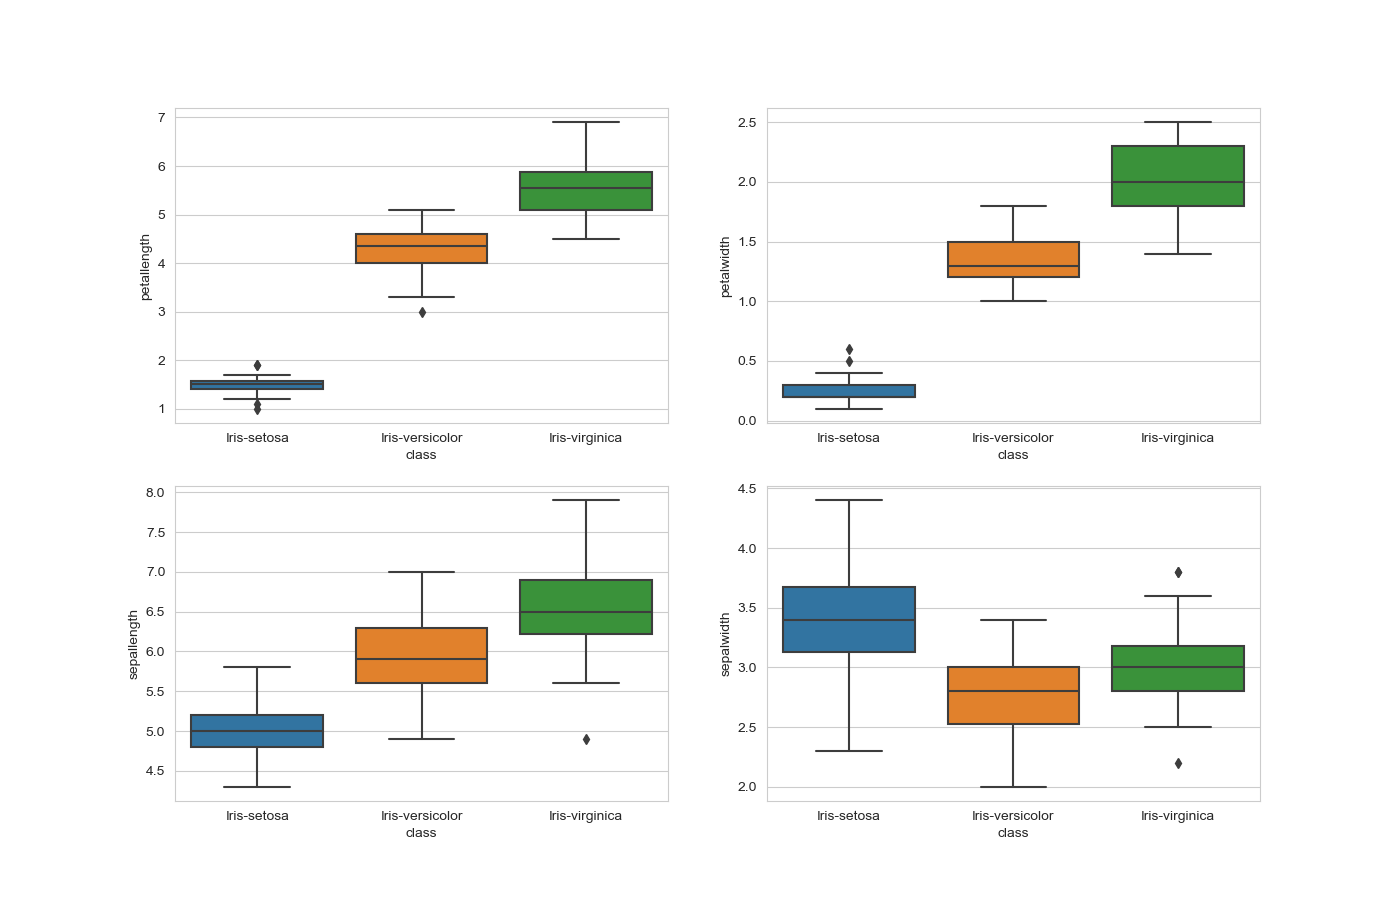 petallength
7
6
5
4
3
2
1
Iris-setosa Iris-versicolor Iris-virginica
class
petalwidth
2.5
2.0
1.5
1.0
0.5
0.0
Iris-setosa Iris-versicolor Iris-virginica
class
sepallength
8.0
7.5
7.0
6.5
6.0
5.5
5.0
4.5
Iris-setosa Iris-versicolor Iris-virginica
class
sepalwidth
4.5
4.0
3.5
3.0
2.5
2.0
Iris-setosa Iris-versicolor Iris-virginica
class